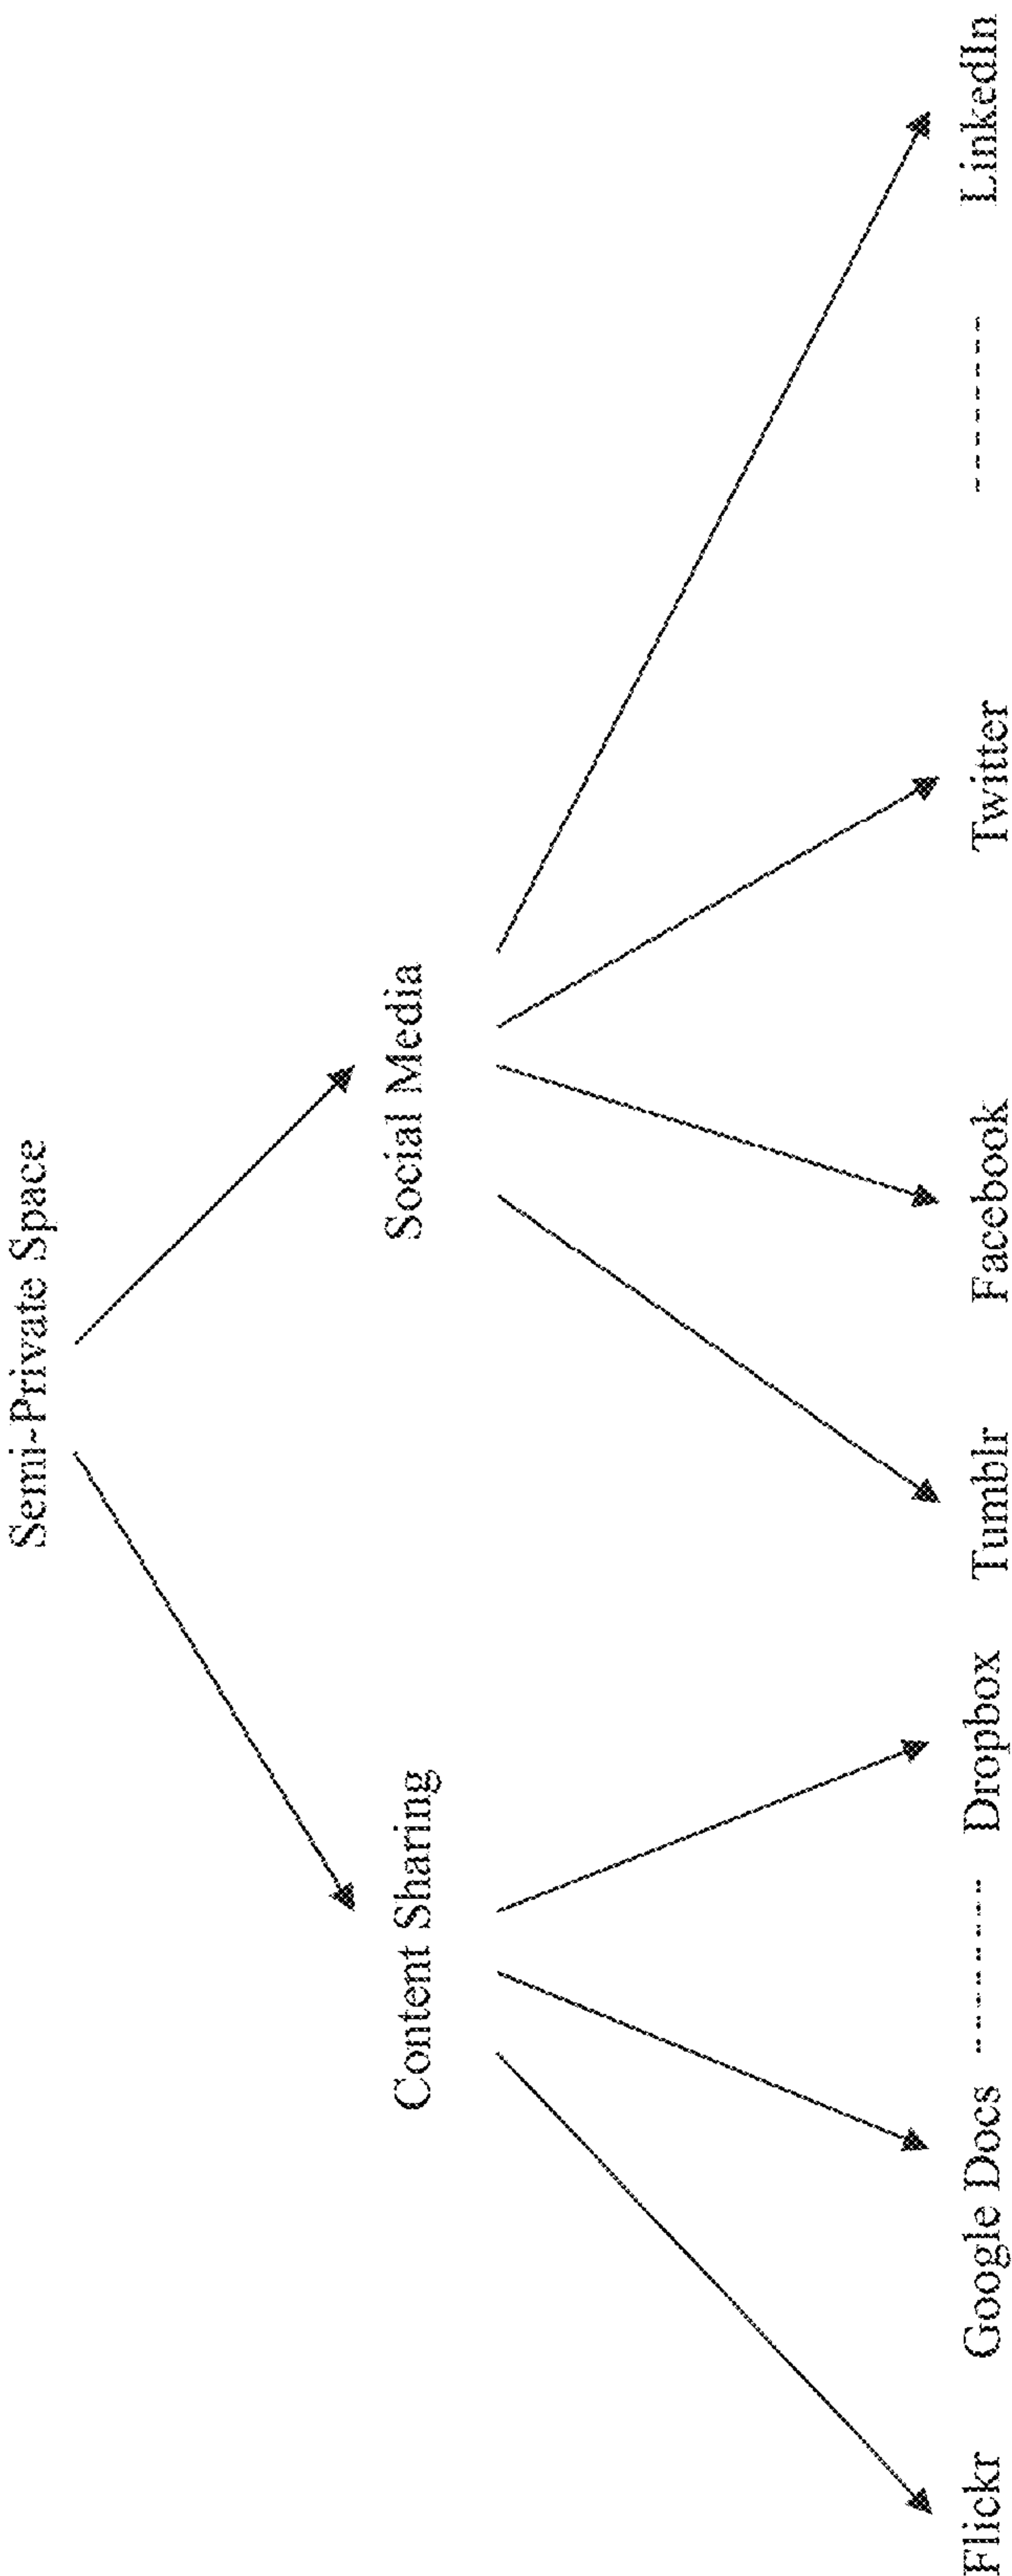 Semi-Private Space
Content Sharing Social Media
Flickr Google Docs ---------- Dropbox Tumblr Facebook Twitter -------- LinkedIn